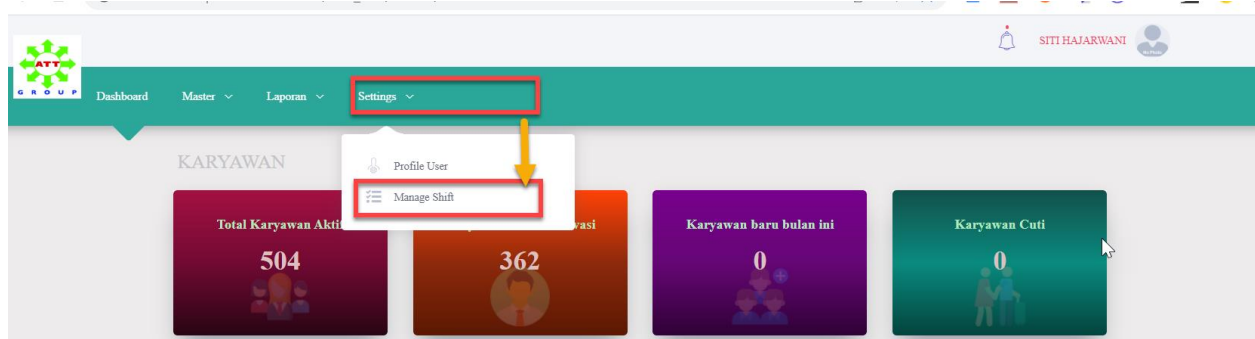 SITI HAJARWANI
ATT
GROUP
Dashboard Master Laporan Settings
KARYAWAN
Profile User
Manage Shift
Total Karyawan Aktif
Karyawan baru bulan ini
Karyawan Cuti
504
362
0
0